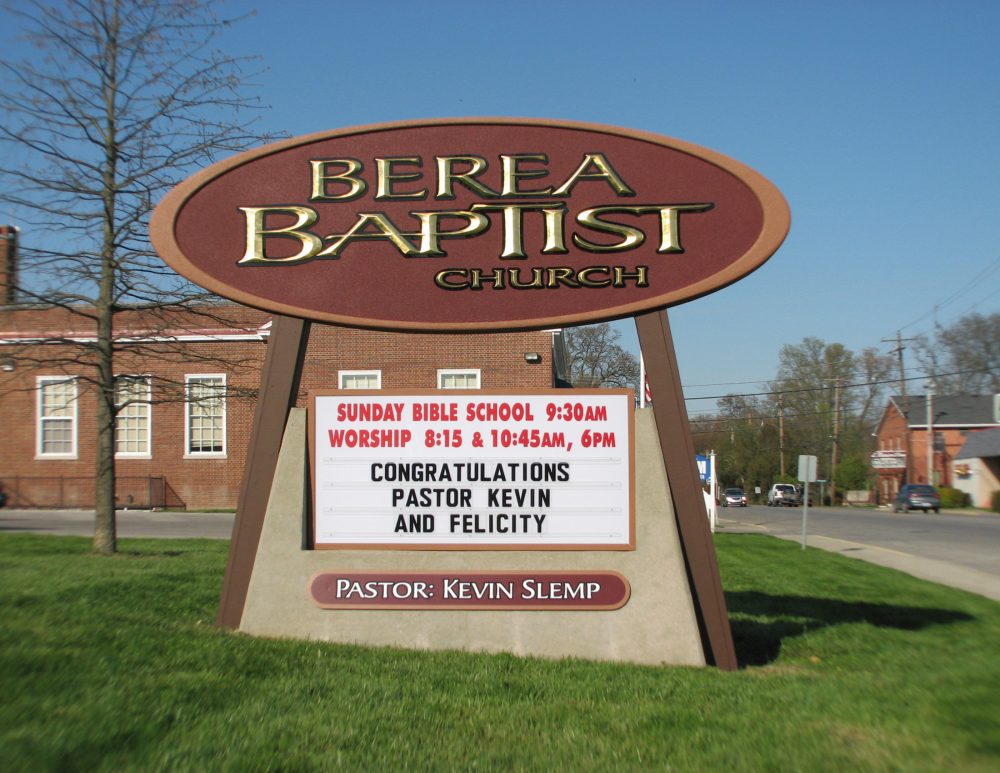 BEREA
BAPTIST
CHURCH
SUNDAY BIBLE SCHOOL 9:30AM
WORSHIP 8:15 & 10:45AM, 6PM
CONGRATULATIONS
PASTOR KEVIN
AND FELICITY
PASTOR: KEVIN SLEMP